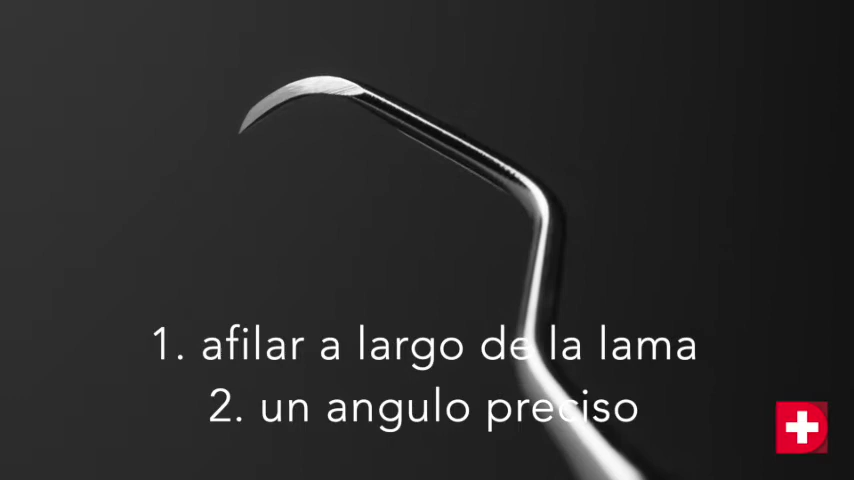 1. afilar a largo de la lama
2. un angulo preciso